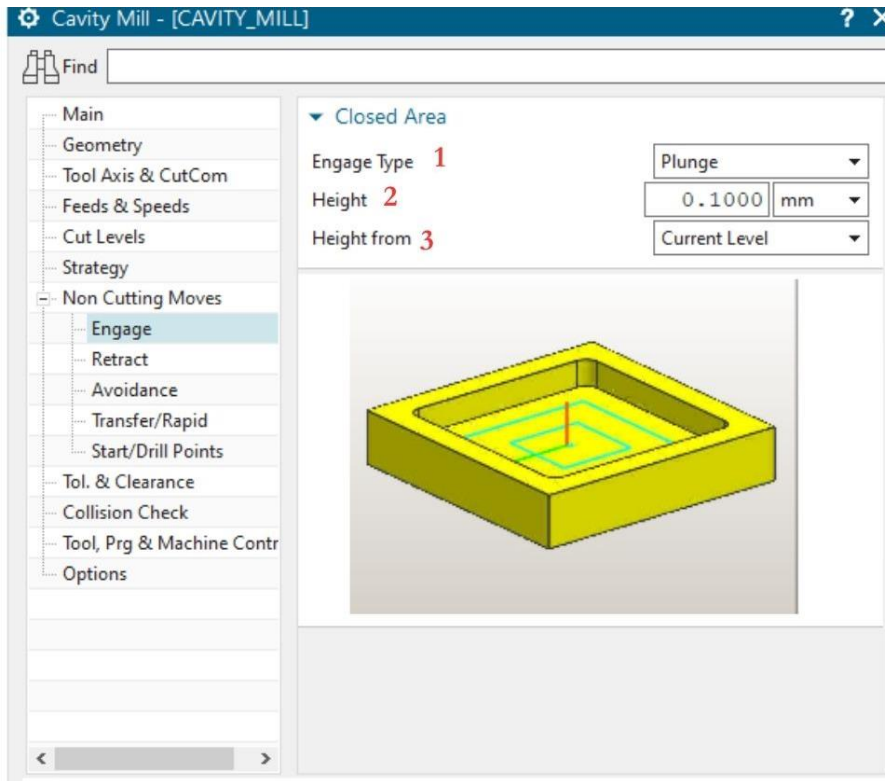 Cavity Mill - [CAVITY_MILL] ? X
Find
Main
Geometry
Tool Axis & CutCom
Feeds & Speeds
Cut Levels
Strategy
Non Cutting Moves
Engage
Retract
Avoidance
Transfer/Rapid
Start/Drill Points
Tol. & Clearance
Collision Check
Tool, Prg & Machine Contr
Options
Closed Area
Engage Type 1 Plunge
Height 2 0.1000 mm
Height from 3 Current Level